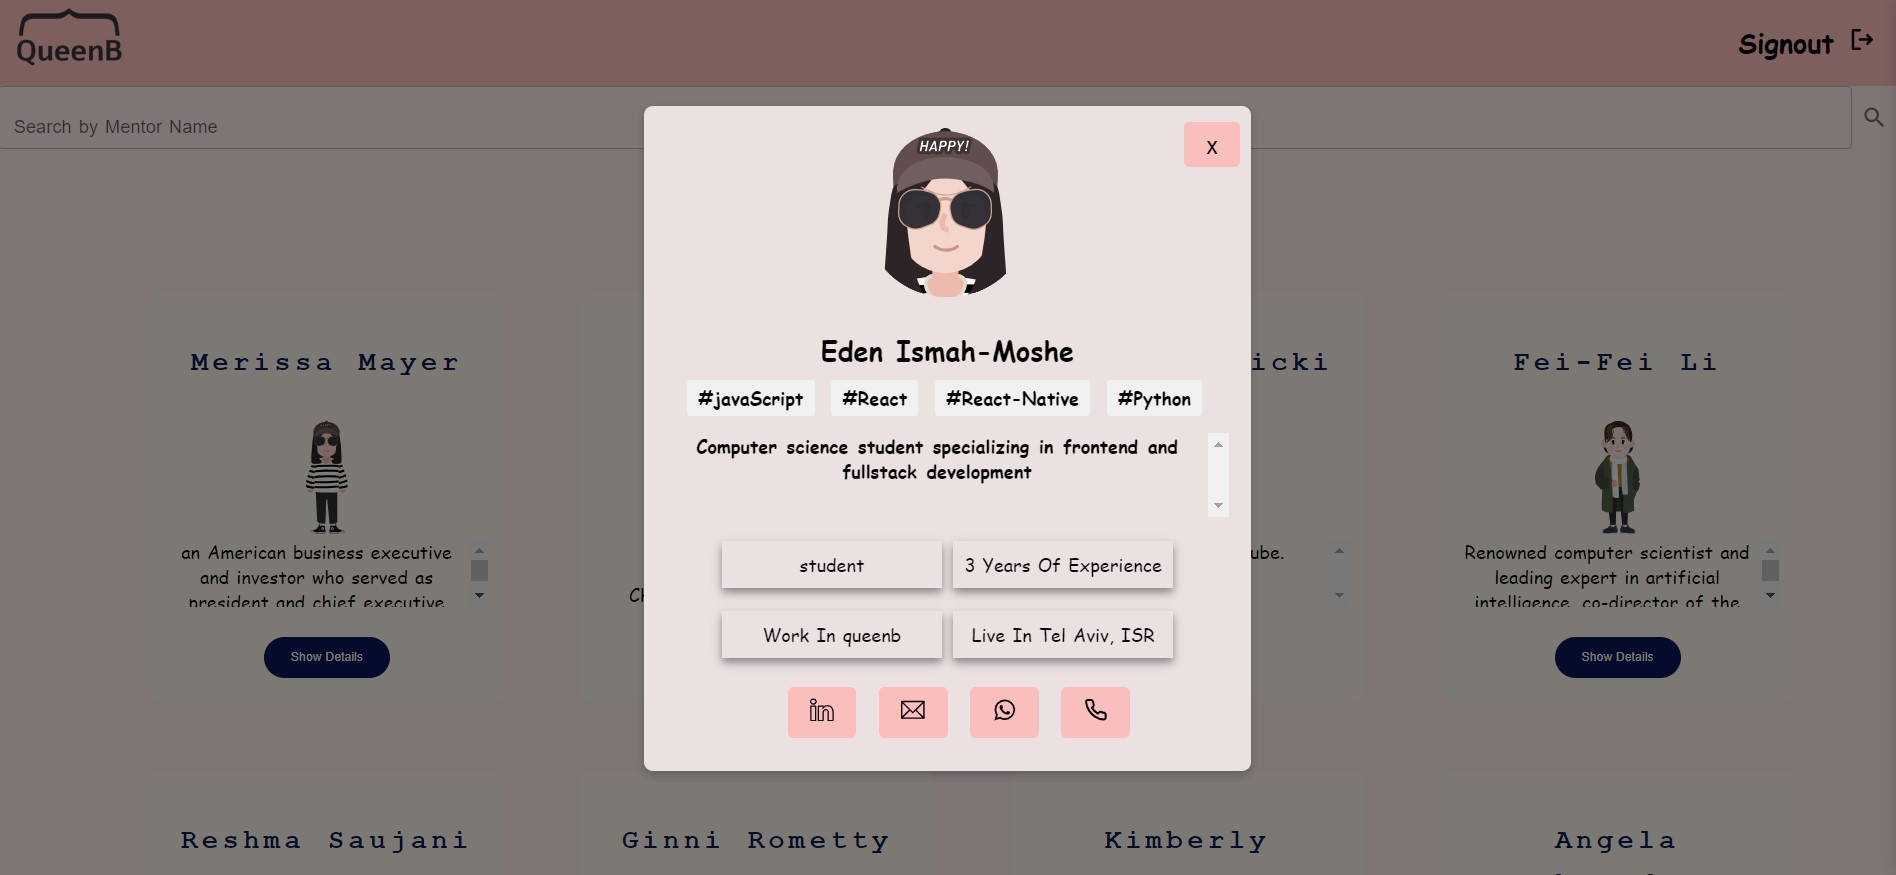 QueenB
Signout
Search by Mentor Name
HAPPY!
x
Eden Ismah-Moshe
#javaScript #React #React-Native #Python
Computer science student specializing in frontend and
fullstack development
student
3 Years Of Experience
Work In queenb
Live In Tel Aviv, ISR
in
Merissa Mayer
an American business executive
and investor who served as
president and chief executive
Show Details
icki
ube.
Fei-Fei Li
Renowned computer scientist and
leading expert in artificial
intelligence, co-director of the
Show Details
Reshma Saujani
Ginni Rometty
Kimberly
Angela